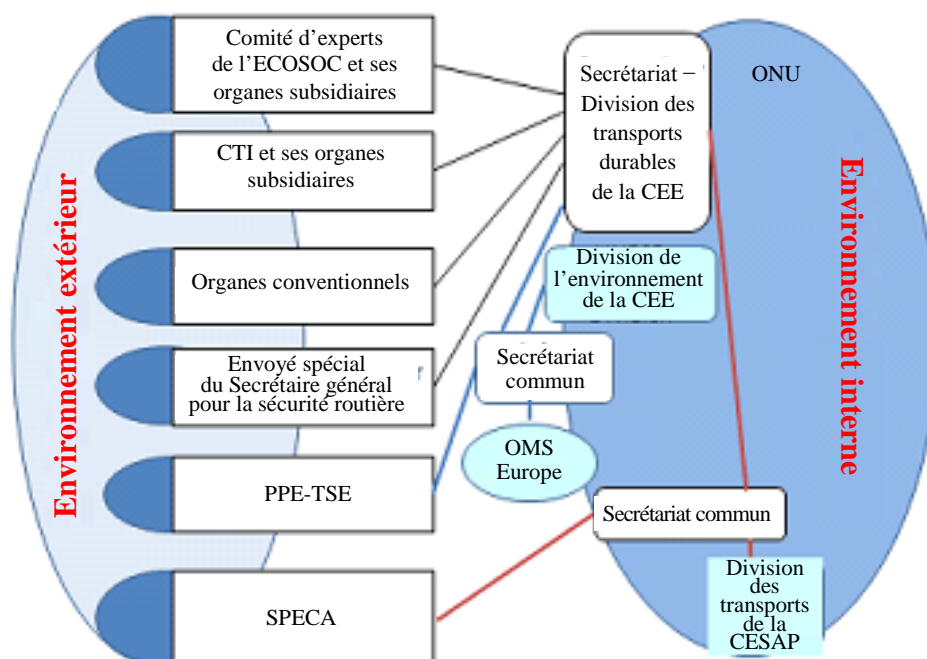 Environnement extérieur
Comité d'experts
de l'ECOSOC et ses
organes subsidiaires
CTI et ses organes
subsidiaires
Organes conventionnels
Envoyé spécial
du Secrétaire général
pour la sécurité routière
PPE-TSE
SPECA
Secrétariat –
Division des
transports
durables
de la CEE
ONU
Division de
l'environnement
de la CEE
Secrétariat
commun
OMS
Europe
Secrétariat commun
Division
des
transports
de la
CESAP
Environnement interne